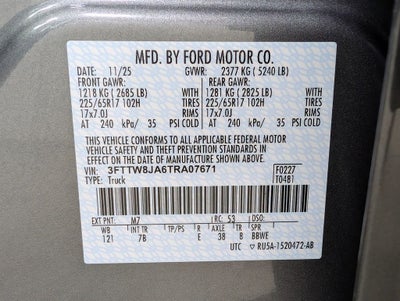 MFD. BY FORD MOTOR CO.
DATE: 11/25 GVWR: 2377 KG ( 5240 LB)
FRONT GAWR: REAR GAWR:
1218 KG ( 2685 LB) WITH 1281 KG ( 2825 LB) WITH
225/65R17 102H TIRES 225/65R17 102H TIRES
17x7.0J RIMS 17x7.0J RIMS
AT 240 kPa/ 35 PSI COLD AT 240 kPa/ 35 PSI COLD
THIS VEHICLE CONFORMS TO ALL APPLICABLE FEDERAL MOTOR
VEHICLE SAFETY AND THEFT PREVENTION STANDARDS
IN EFFECT ON THE DATE OF MANUFACTURE SHOWN ABOVE.
VIN: 3FTTW8JA6TRA07671 F0227
TYPE: Truck T0481
EXT PNT: M7 RC: 53 DSO:
WB INT TR TP/PS R AXLE TR SPR
121 7B E 38 B BBWE
UTC RU5A-1520472-AB